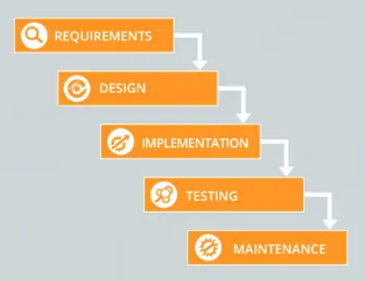 REQUIREMENTS
DESIGN
IMPLEMENTATION
TESTING
MAINTENANCE